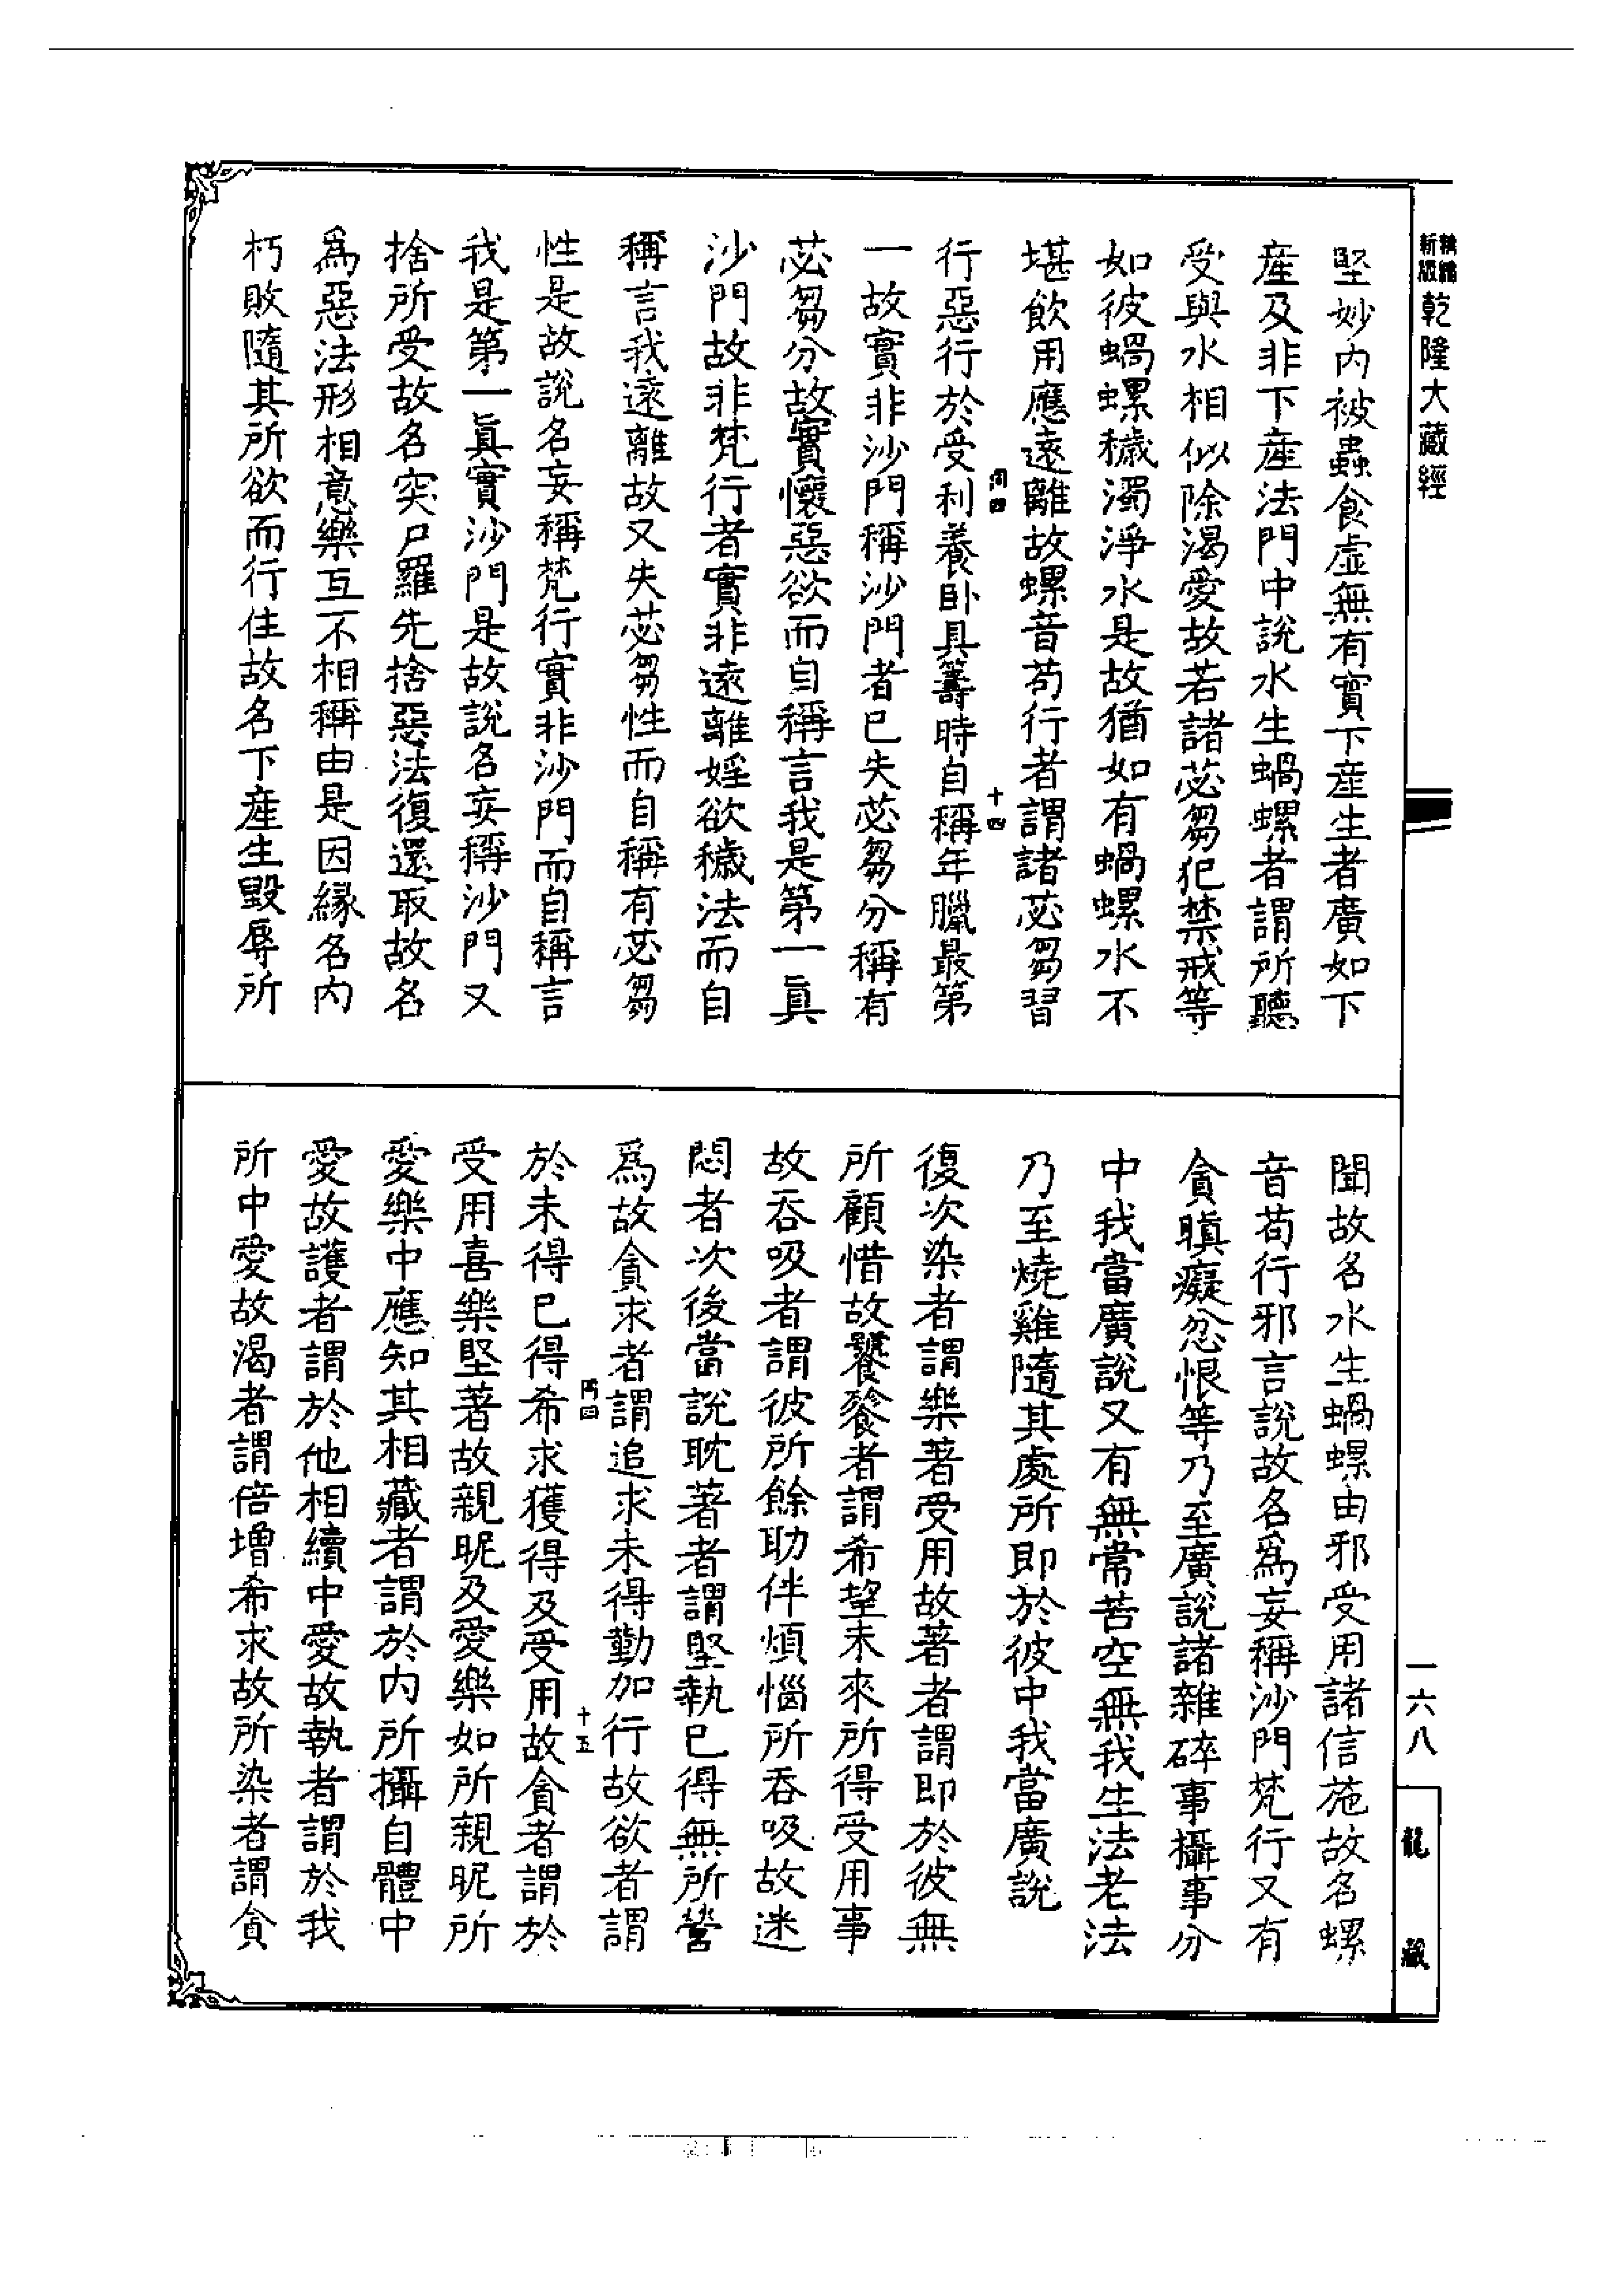 精縮
新版
乾隆大藏經
堅妙內被蟲食虛無有實下產生者廣如下
產及非下產法門中說水生蝸螺者謂所聽
受與水相似除渴愛故若諸苾芻犯禁戒等
如彼蝸螺穢濁淨水是故猶如有蝸螺水不
堪飲用應遠離故螺音苟行者謂諸苾芻習
行惡行於受利養臥具籌時自稱年臘最第
一故實非沙門稱沙門者已失苾芻分稱有
苾芻分故實懷惡欲而自稱言我是第一眞
沙門故非梵行者實非遠離婬欲穢法而自
稱言我遠離故又失苾芻性而自稱有苾芻
性是故說名妄稱梵行實非沙門而自稱言
我是第一眞實沙門是故說名妄稱沙門又
捨所受故名突尸羅先捨惡法復還取故名
爲惡法形相意樂互不相稱由是因緣名內
朽敗隨其所欲而行住故名下產生毀辱所
十四
聞故名水生蝸螺由邪受用諸信施故名螺
音苟行邪言說故名爲妄稱沙門梵行又有
貪瞋癡忿恨等乃至廣說諸雜碎事攝事分
中我當廣說又有無常苦空無我生法老法
乃至燒雞隨其處所即於彼中我當廣說
復次染者謂樂著受用故著者謂即於彼無
所顧惜故饕餮者謂希望未來所得受用事
故吞吸者謂彼所餘助伴煩惱所吞吸故迷
悶者次後當說耽著者謂堅執已得無所營
爲故貪求者謂追求未得勤加行故欲者謂
於未得已得希求獲得及受用故貪者謂於
受用喜樂堅著故親昵及愛樂如所親昵所
愛樂中應知其相藏者謂於內所攝自體中
愛故護者謂於他相續中愛故執者謂於我
所中愛故渴者謂倍增希求故所染者謂貪
十五
一六八
龍藏